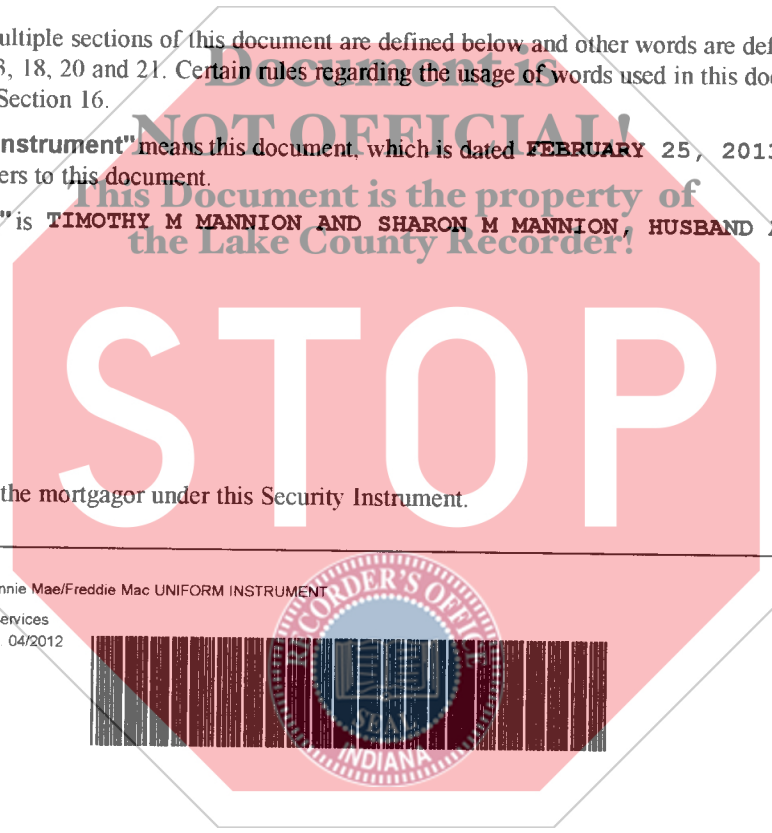 ultiple sections of this document are defined below and other words are def
Document is
3, 18, 20 and 21. Certain rules regarding the usage of words used in this doc
Section 16.
NOT OFFICIAL!
nstrument" means this document, which is dated FEBRUARY 25, 2013
ers to this document.
This Document is the property of
" is TIMOTHY M MANNION AND SHARON M MANNION, HUSBAND
the Lake County Recorder!
STOP
the mortgagor under this Security Instrument.
nnie Mae/Freddie Mac UNIFORM INSTRUMENT
ervices
04/2012
RECORDER'S OFFICE
SEAL
INDIANA